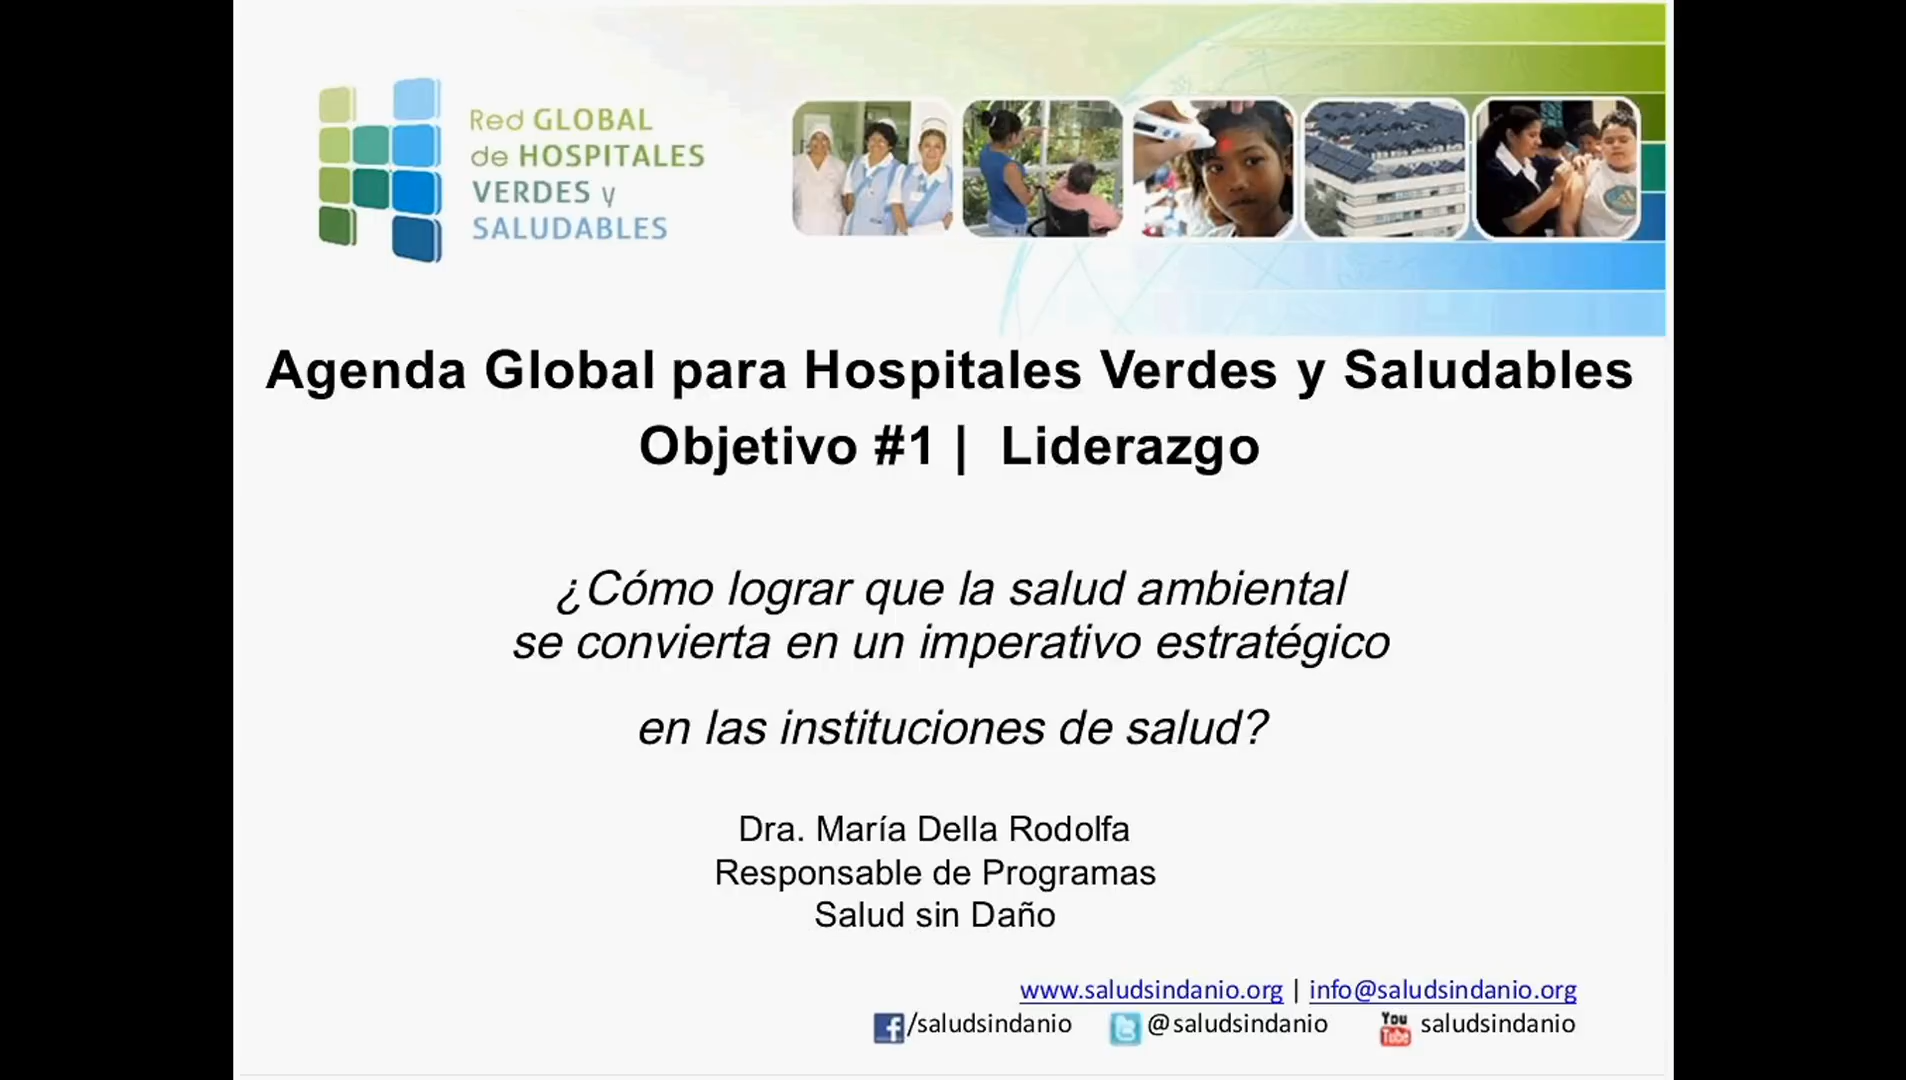 Red GLOBAL
de HOSPITALES
VERDES y
SALUDABLES
Agenda Global para Hospitales Verdes y Saludables
Objetivo #1 | Liderazgo
¿Cómo lograr que la salud ambiental
se convierta en un imperativo estratégico
en las instituciones de salud?
Dra. María Della Rodolfa
Responsable de Programas
Salud sin Daño
www.saludsindanio.org | info@saludsindanio.org
f /saludsindanio t @saludsindanio You Tube saludsindanio